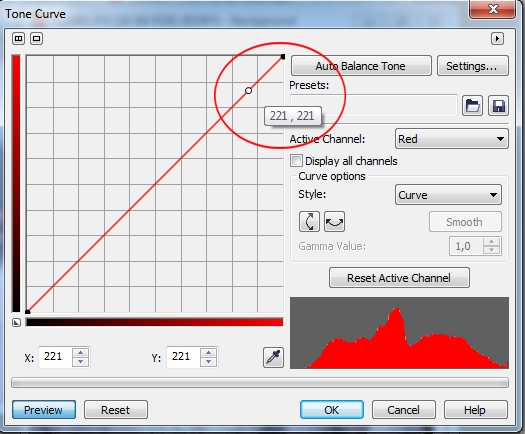 Tone Curve
Auto Balance Tone
Settings...
Presets:
221 , 221
Active Channel:
Red
Display all channels
Curve options
Style:
Curve
Smooth
Gamma Value:
1,0
Reset Active Channel
X: 221
Y: 221
Preview
Reset
OK
Cancel
Help